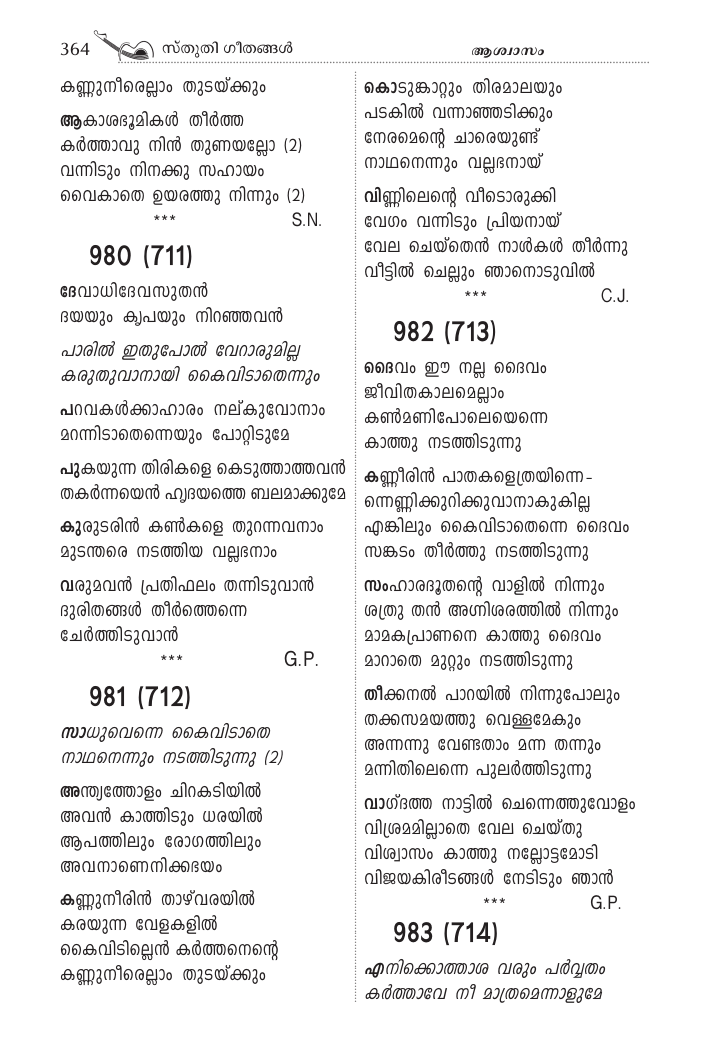 364 സ്തുതി ഗീതങ്ങൾ ആശ്വാസം
കണ്ണുനീരെല്ലാം തുടയ്ക്കും
ആകാശഭൂമികൾ തീർത്ത
കർത്താവു നിൻ തുണയല്ലോ (2)
വന്നിടും നിനക്കു സഹായം
വൈകാതെ ഉയരത്തു നിന്നും (2)
*** S.N.
980 (711)
ദേവാധിദേവസുതൻ
ദയയും കൃപയും നിറഞ്ഞവൻ
പാരിൽ ഇതുപോൽ വേറാരുമില്ല
കരുതുവാനായി കൈവിടാതെന്നും
പറവകൾക്കാഹാരം നല്കുവോനാം
മറന്നിടാതെന്നെയും പോറ്റിടുമേ
പുകയുന്ന തിരികളെ കെടുത്താത്തവൻ
തകർന്നയെൻ ഹൃദയത്തെ ബലമാക്കുമേ
കുരുടരിൻ കൺകളെ തുറന്നവനാം
മുടന്തരെ നടത്തിയ വല്ലഭനാം
വരുമവൻ പ്രതിഫലം തന്നിടുവാൻ
ദുരിതങ്ങൾ തീർത്തെന്നെ
ചേർത്തിടുവാൻ
*** G.P.
981 (712)
സാധുവെന്നെ കൈവിടാതെ
നാഥനെന്നും നടത്തിടുന്നു (2)
അന്ത്യത്തോളം ചിറകടിയിൽ
അവൻ കാത്തിടും ധരയിൽ
ആപത്തിലും രോഗത്തിലും
അവനാണെനിക്കഭയം
കണ്ണുനീരിൻ താഴ്‌വരയിൽ
കരയുന്ന വേളകളിൽ
കൈവിടില്ലെൻ കർത്തനെന്റെ
കണ്ണുനീരെല്ലാം തുടയ്ക്കും
കൊടുങ്കാറ്റും തിരമാലയും
പടകിൽ വന്നാഞ്ഞടിക്കും
നേരമെന്റെ ചാരെയുണ്ട്
നാഥനെന്നും വല്ലഭനായ്
വിണ്ണിലെന്റെ വീടൊരുക്കി
വേഗം വന്നിടും പ്രിയനായ്
വേല ചെയ്തെൻ നാൾകൾ തീർന്നു
വീട്ടിൽ ചെല്ലും ഞാനൊടുവിൽ
*** C.J.
982 (713)
ദൈവം ഈ നല്ല ദൈവം
ജീവിതകാലമെല്ലാം
കൺമണിപോലെയെന്നെ
കാത്തു നടത്തിടുന്നു
കണ്ണീരിൻ പാതകളെത്രയിന്നെ-
ന്നെണ്ണിക്കുറിക്കുവാനാകുകില്ല
എങ്കിലും കൈവിടാതെന്നെ ദൈവം
സങ്കടം തീർത്തു നടത്തിടുന്നു
സംഹാരദൂതന്റെ വാളിൽ നിന്നും
ശത്രു തൻ അഗ്നിശരത്തിൽ നിന്നും
മാമകപ്രാണനെ കാത്തു ദൈവം
മാറാതെ മുറ്റും നടത്തിടുന്നു
തീക്കനൽ പാറയിൽ നിന്നുപോലും
തക്കസമയത്തു വെള്ളമേകും
അന്നന്നു വേണ്ടതാം മന്ന തന്നും
മന്നിതിലെന്നെ പുലർത്തിടുന്നു
വാഗ്ദത്ത നാട്ടിൽ ചെന്നെത്തുവോളം
വിശ്രമമില്ലാതെ വേല ചെയ്തു
വിശ്വാസം കാത്തു നല്ലോട്ടമോടി
വിജയകിരീടങ്ങൾ നേടിടും ഞാൻ
*** G.P.
983 (714)
എനിക്കൊത്താശ വരും പർവ്വതം
കർത്താവേ നീ മാത്രമെന്നാളുമേ